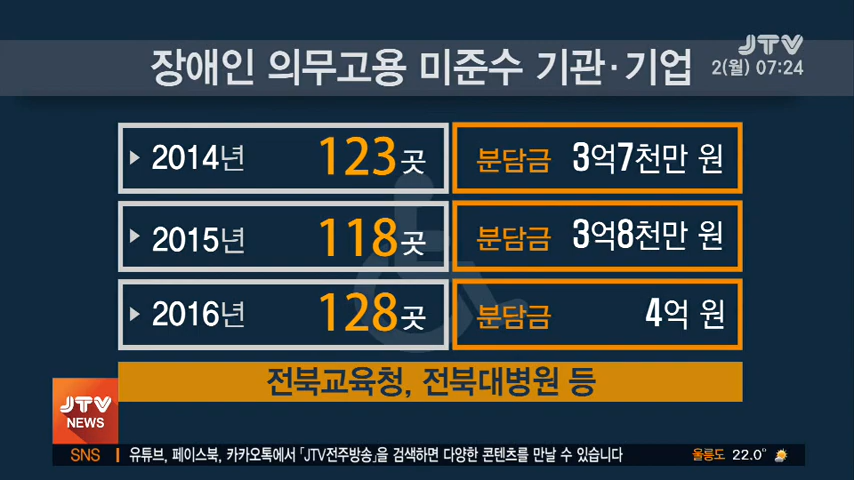 JTV
장애인 의무고용 미준수 기관·기업
2(월) 07:24
2014년 123곳 분담금 3억7천만 원
2015년 118곳 분담금 3억8천만 원
2016년 128곳 분담금 4억 원
전북교육청, 전북대병원 등
JTV
NEWS
SNS 유튜브, 페이스북, 카카오톡에서 「JTV전주방송」을 검색하면 다양한 콘텐츠를 만날 수 있습니다 울릉도 22.0°